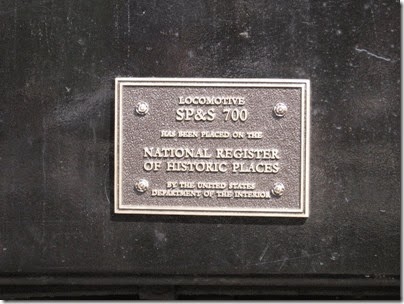 LOCOMOTIVE
SP&S 700
HAS BEEN PLACED ON THE
NATIONAL REGISTER
OF HISTORIC PLACES
BY THE UNITED STATES
DEPARTMENT OF THE INTERIOR